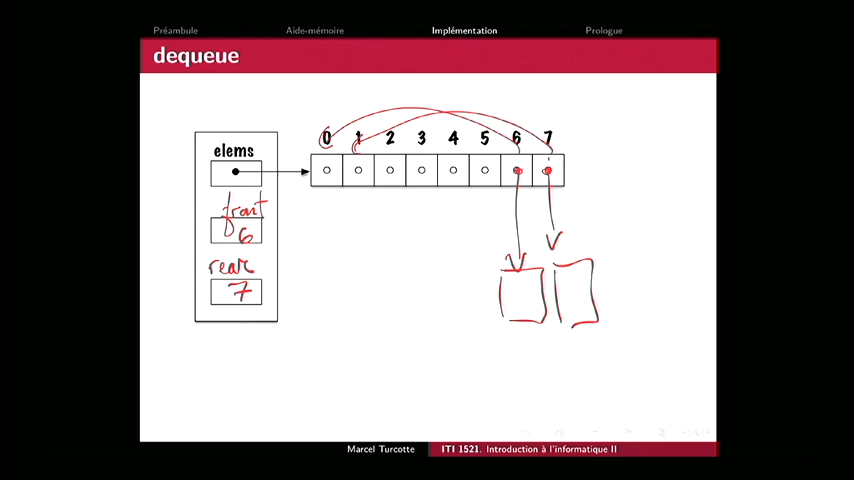 Préambule Aide-mémoire Implémentation Prologue
dequeue
0 1 2 3 4 5 6 7
elems
front
6
rear
7
Marcel Turcotte ITI 1521. Introduction à l'informatique II